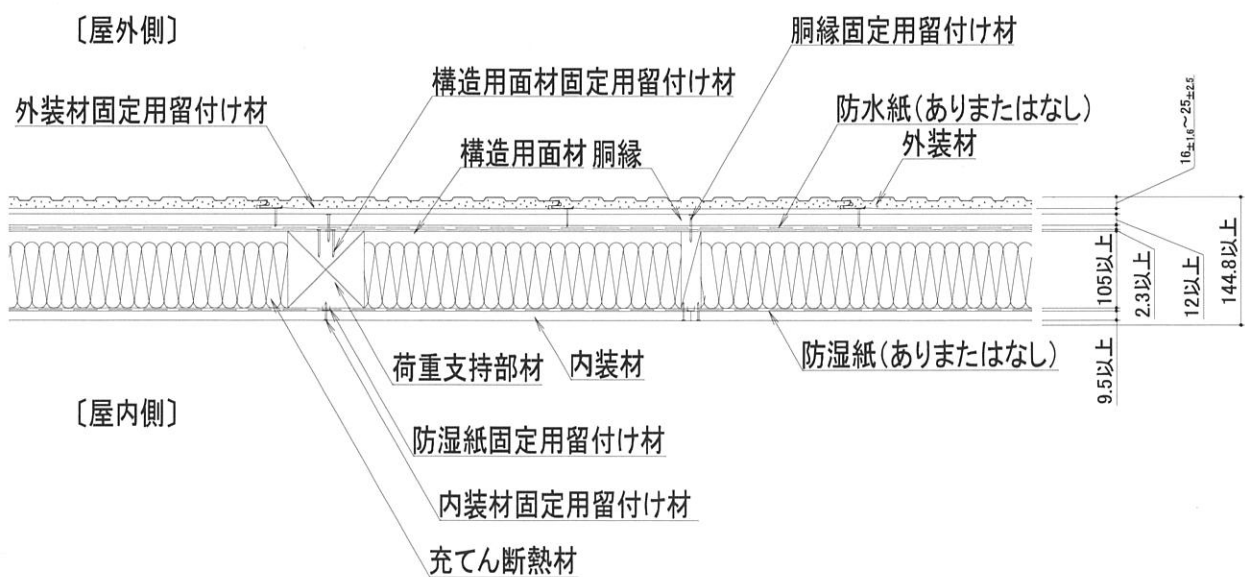 〔屋外側〕
胴縁固定用留付け材
構造用面材固定用留付け材
外装材固定用留付け材
防水紙(ありまたはなし)
外装材
構造用面材
胴縁
16±1.6~25±2.5
105以上
2.3以上
12以上
144.8以上
9.5以上
荷重支持部材
内装材
防湿紙(ありまたはなし)
〔屋内側〕
防湿紙固定用留付け材
内装材固定用留付け材
充てん断熱材